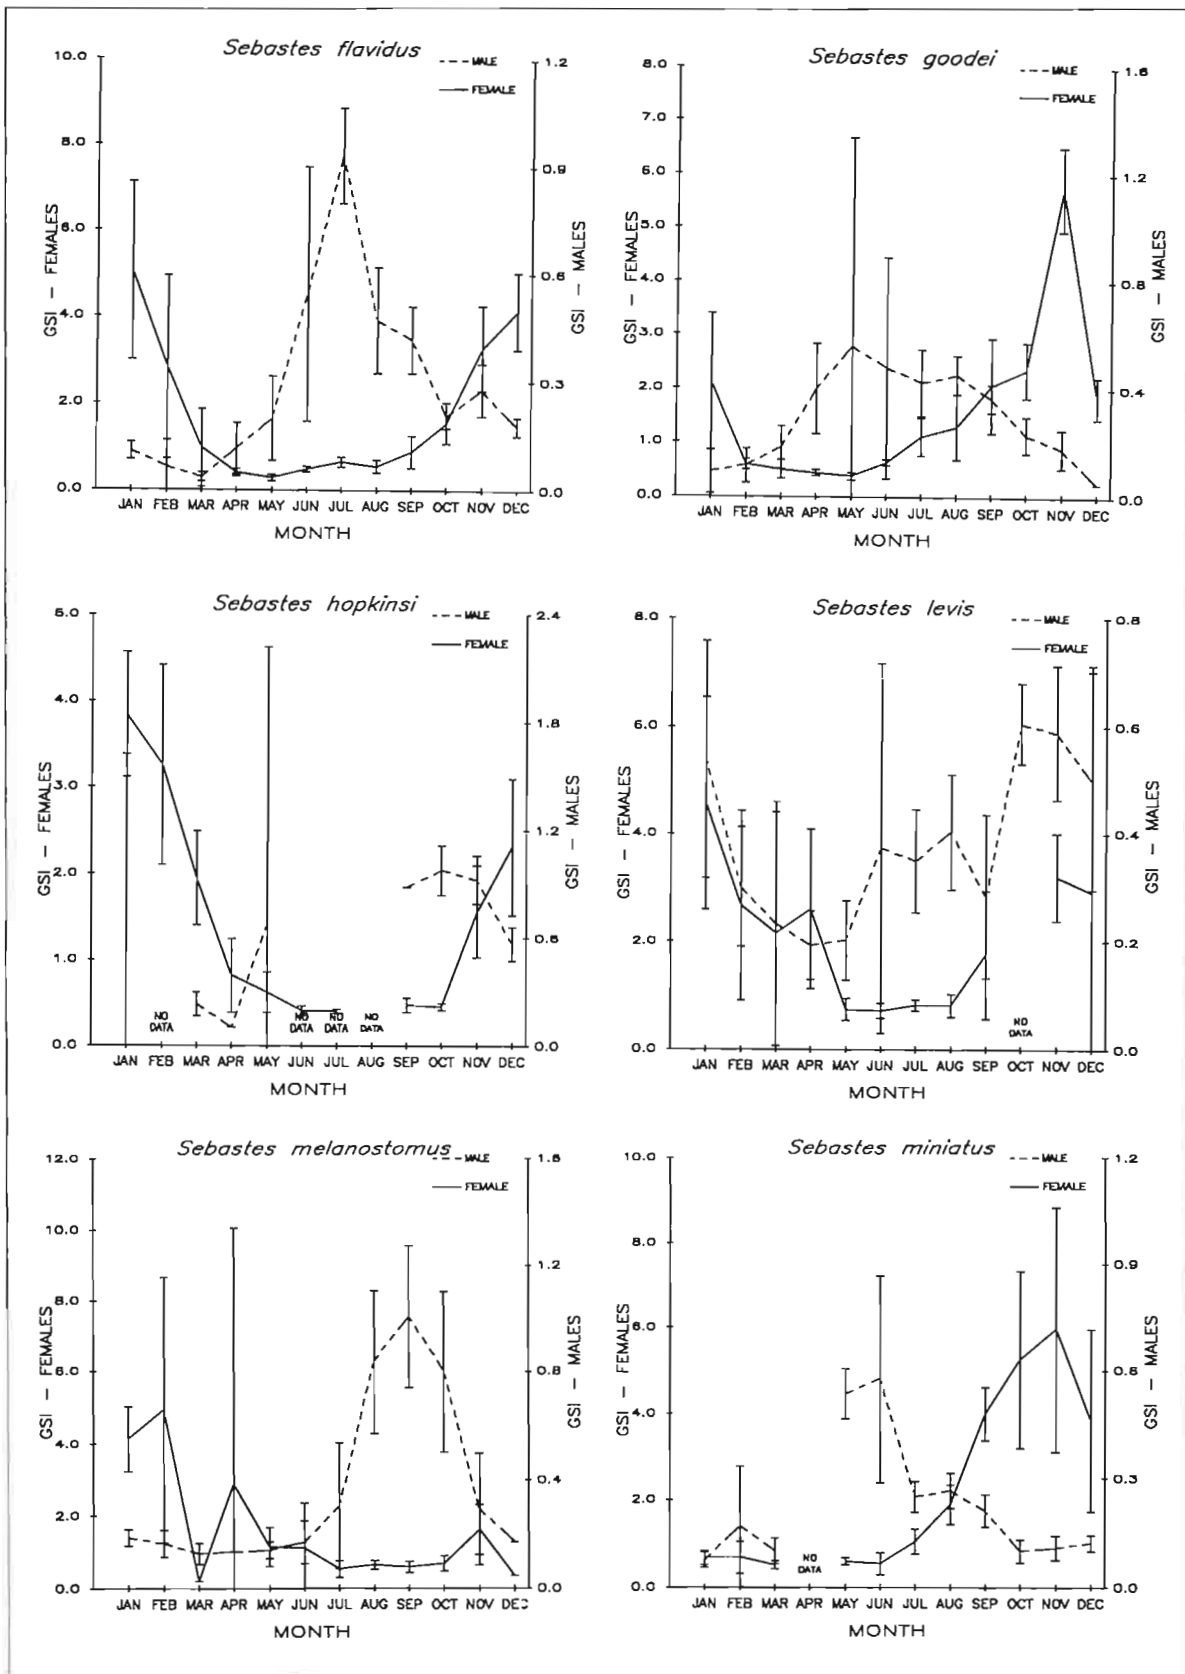 Sebastes flavidus
MALE
FEMALE
10.0
8.0
6.0
4.0
2.0
0.0
GSI — FEMALES
1.2
0.9
0.6
0.3
0.0
GSI — MALES
JAN FEB MAR APR MAY JUN JUL AUG SEP OCT NOV DEC
MONTH
Sebastes goodei
MALE
FEMALE
8.0
7.0
6.0
5.0
4.0
3.0
2.0
1.0
0.0
GSI — FEMALES
1.6
1.2
0.8
0.4
0.0
GSI — MALES
JAN FEB MAR APR MAY JUN JUL AUG SEP OCT NOV DEC
MONTH
Sebastes hopkinsi
MALE
FEMALE
5.0
4.0
3.0
2.0
1.0
0.0
GSI — FEMALES
2.4
1.8
1.2
0.6
0.0
GSI — MALES
NO DATA
NO DATA
NO DATA
NO DATA
JAN FEB MAR APR MAY JUN JUL AUG SEP OCT NOV DEC
MONTH
Sebastes levis
MALE
FEMALE
8.0
6.0
4.0
2.0
0.0
GSI — FEMALES
0.8
0.6
0.4
0.2
0.0
GSI — MALES
NO DATA
JAN FEB MAR APR MAY JUN JUL AUG SEP OCT NOV DEC
MONTH
Sebastes melanostomus
MALE
FEMALE
12.0
10.0
8.0
6.0
4.0
2.0
0.0
GSI — FEMALES
1.6
1.2
0.8
0.4
0.0
GSI — MALES
JAN FEB MAR APR MAY JUN JUL AUG SEP OCT NOV DEC
MONTH
Sebastes miniatus
MALE
FEMALE
10.0
8.0
6.0
4.0
2.0
0.0
GSI — FEMALES
1.2
0.9
0.6
0.3
0.0
GSI — MALES
NO DATA
JAN FEB MAR APR MAY JUN JUL AUG SEP OCT NOV DEC
MONTH